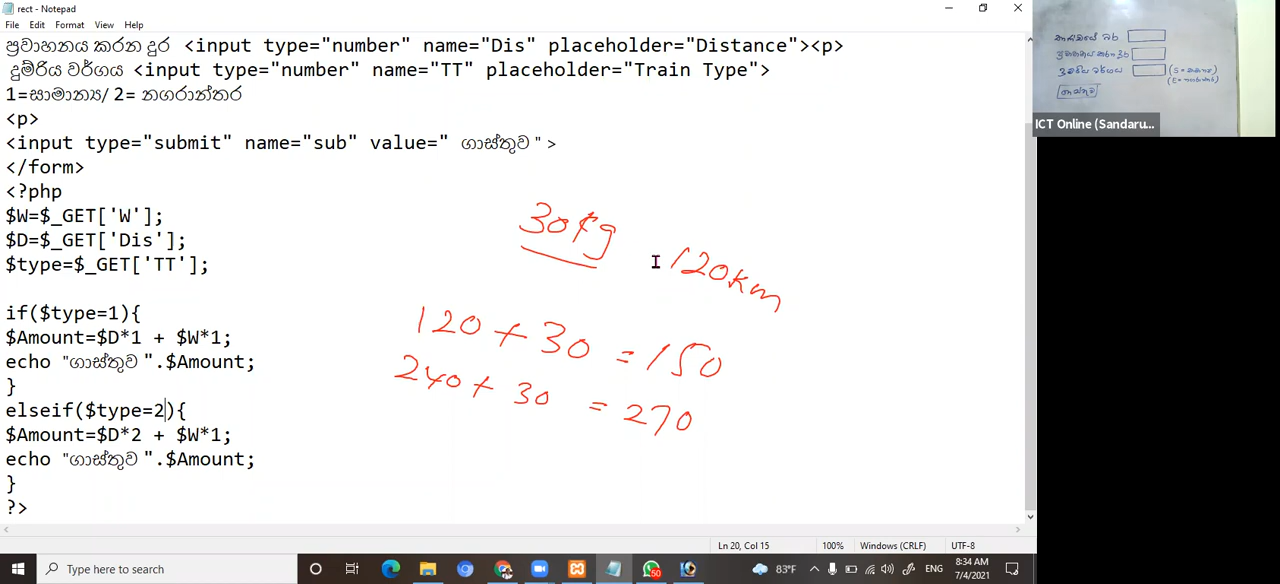 rect - Notepad
File Edit Format View Help
ප්‍රවාහනය කරන දුර <input type="number" name="Dis" placeholder="Distance"><p>
දුම්රිය වර්ගය <input type="number" name="TT" placeholder="Train Type">
1=සාමාන්‍ය/ 2= නගරාන්තර
<p>
<input type="submit" name="sub" value=" ගාස්තුව " >
</form>
<?php
$W=$_GET['W'];
$D=$_GET['Dis'];
$type=$_GET['TT'];
if($type=1){
$Amount=$D*1 + $W*1;
echo "ගාස්තුව ".$Amount;
}
elseif($type=2){
$Amount=$D*2 + $W*1;
echo "ගාස්තුව ".$Amount;
}
?>
30kg
120km
120 + 30 = 150
240 + 30 = 270
ICT Online (Sandaru...
Ln 20, Col 15 100% Windows (CRLF) UTF-8
Type here to search
50
83°F ENG
8:34 AM
7/4/2021